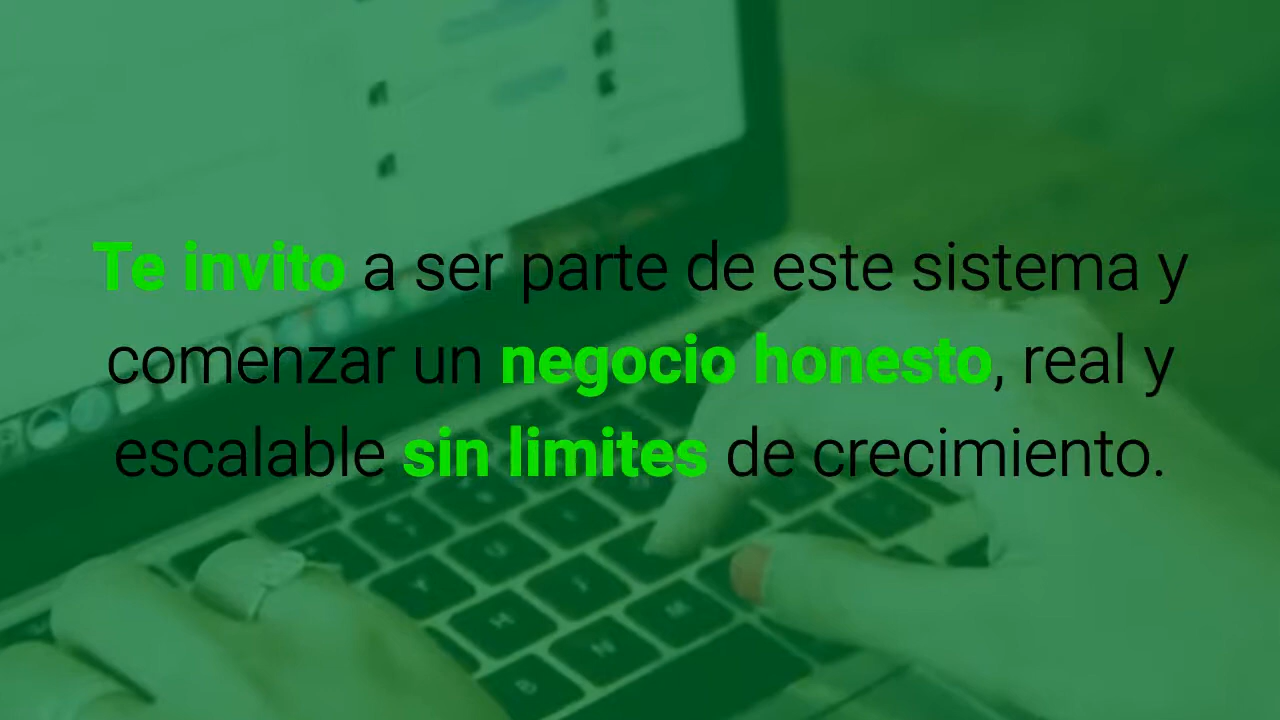 Te invito a ser parte de este sistema y
comenzar un negocio honesto, real y
escalable sin limites de crecimiento.